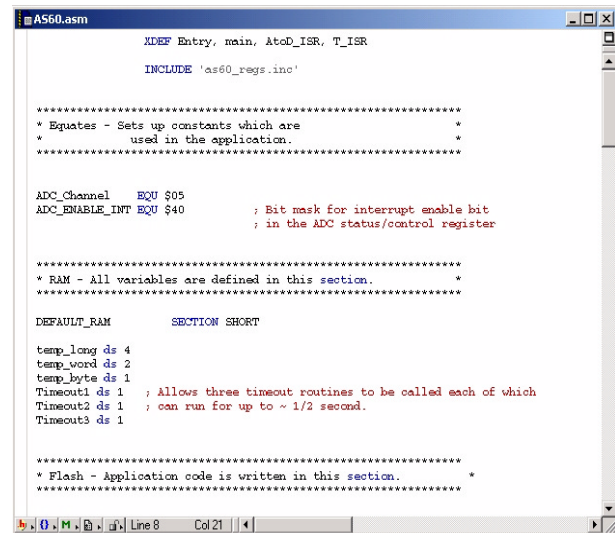 AS60.asm
XDEF Entry, main, AtoD_ISR, T_ISR
INCLUDE 'as60_regs.inc'
****************************************************************
* Equates - Sets up constants which are *
* used in the application. *
****************************************************************
ADC_Channel EQU $05
ADC_ENABLE_INT EQU $40 ; Bit mask for interrupt enable bit
; in the ADC status/control register
****************************************************************
* RAM - All variables are defined in this section. *
****************************************************************
DEFAULT_RAM SECTION SHORT
temp_long ds 4
temp_word ds 2
temp_byte ds 1
Timeout1 ds 1 ; Allows three timeout routines to be called each of which
Timeout2 ds 1 ; can run for up to ~ 1/2 second.
Timeout3 ds 1
****************************************************************
* Flash - Application code is written in this section. *
****************************************************************
Line 8 Col 21